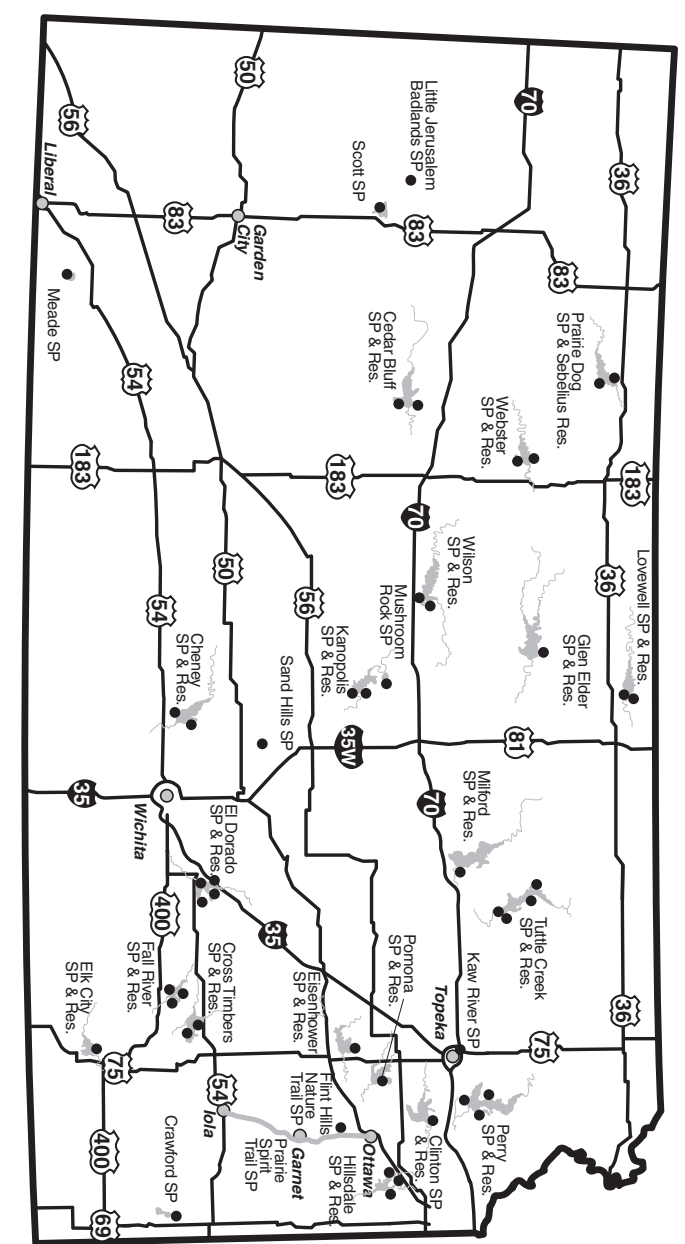 36
36
36
36
70
70
70
83
83
83
183
183
50
50
56
56
54
54
54
81
35W
35
35
400
400
75
75
69
Little Jerusalem
Badlands SP
Scott SP
Liberal
Garden
City
Meade SP
Cedar Bluff
SP & Res.
Prairie Dog
SP & Sebelius Res.
Webster
SP & Res.
Lovewell SP & Res.
Glen Elder
SP & Res.
Wilson
SP & Res.
Mushroom
Rock SP
Kanopolis
SP & Res.
Sand Hills SP
Cheney
SP & Res.
Wichita
El Dorado
SP & Res.
Milford
SP & Res.
Tuttle Creek
SP & Res.
Kaw River SP
Topeka
Pomona
SP & Res.
Eisenhower
SP & Res.
Cross Timbers
SP & Res.
Fall River
SP & Res.
Elk City
SP & Res.
Perry
SP & Res.
Clinton SP
& Res.
Hillsdale
SP & Res.
Ottawa
Flint Hills
Nature
Trail SP
Garnet
Prairie
Spirit
Trail SP
Iola
Crawford SP